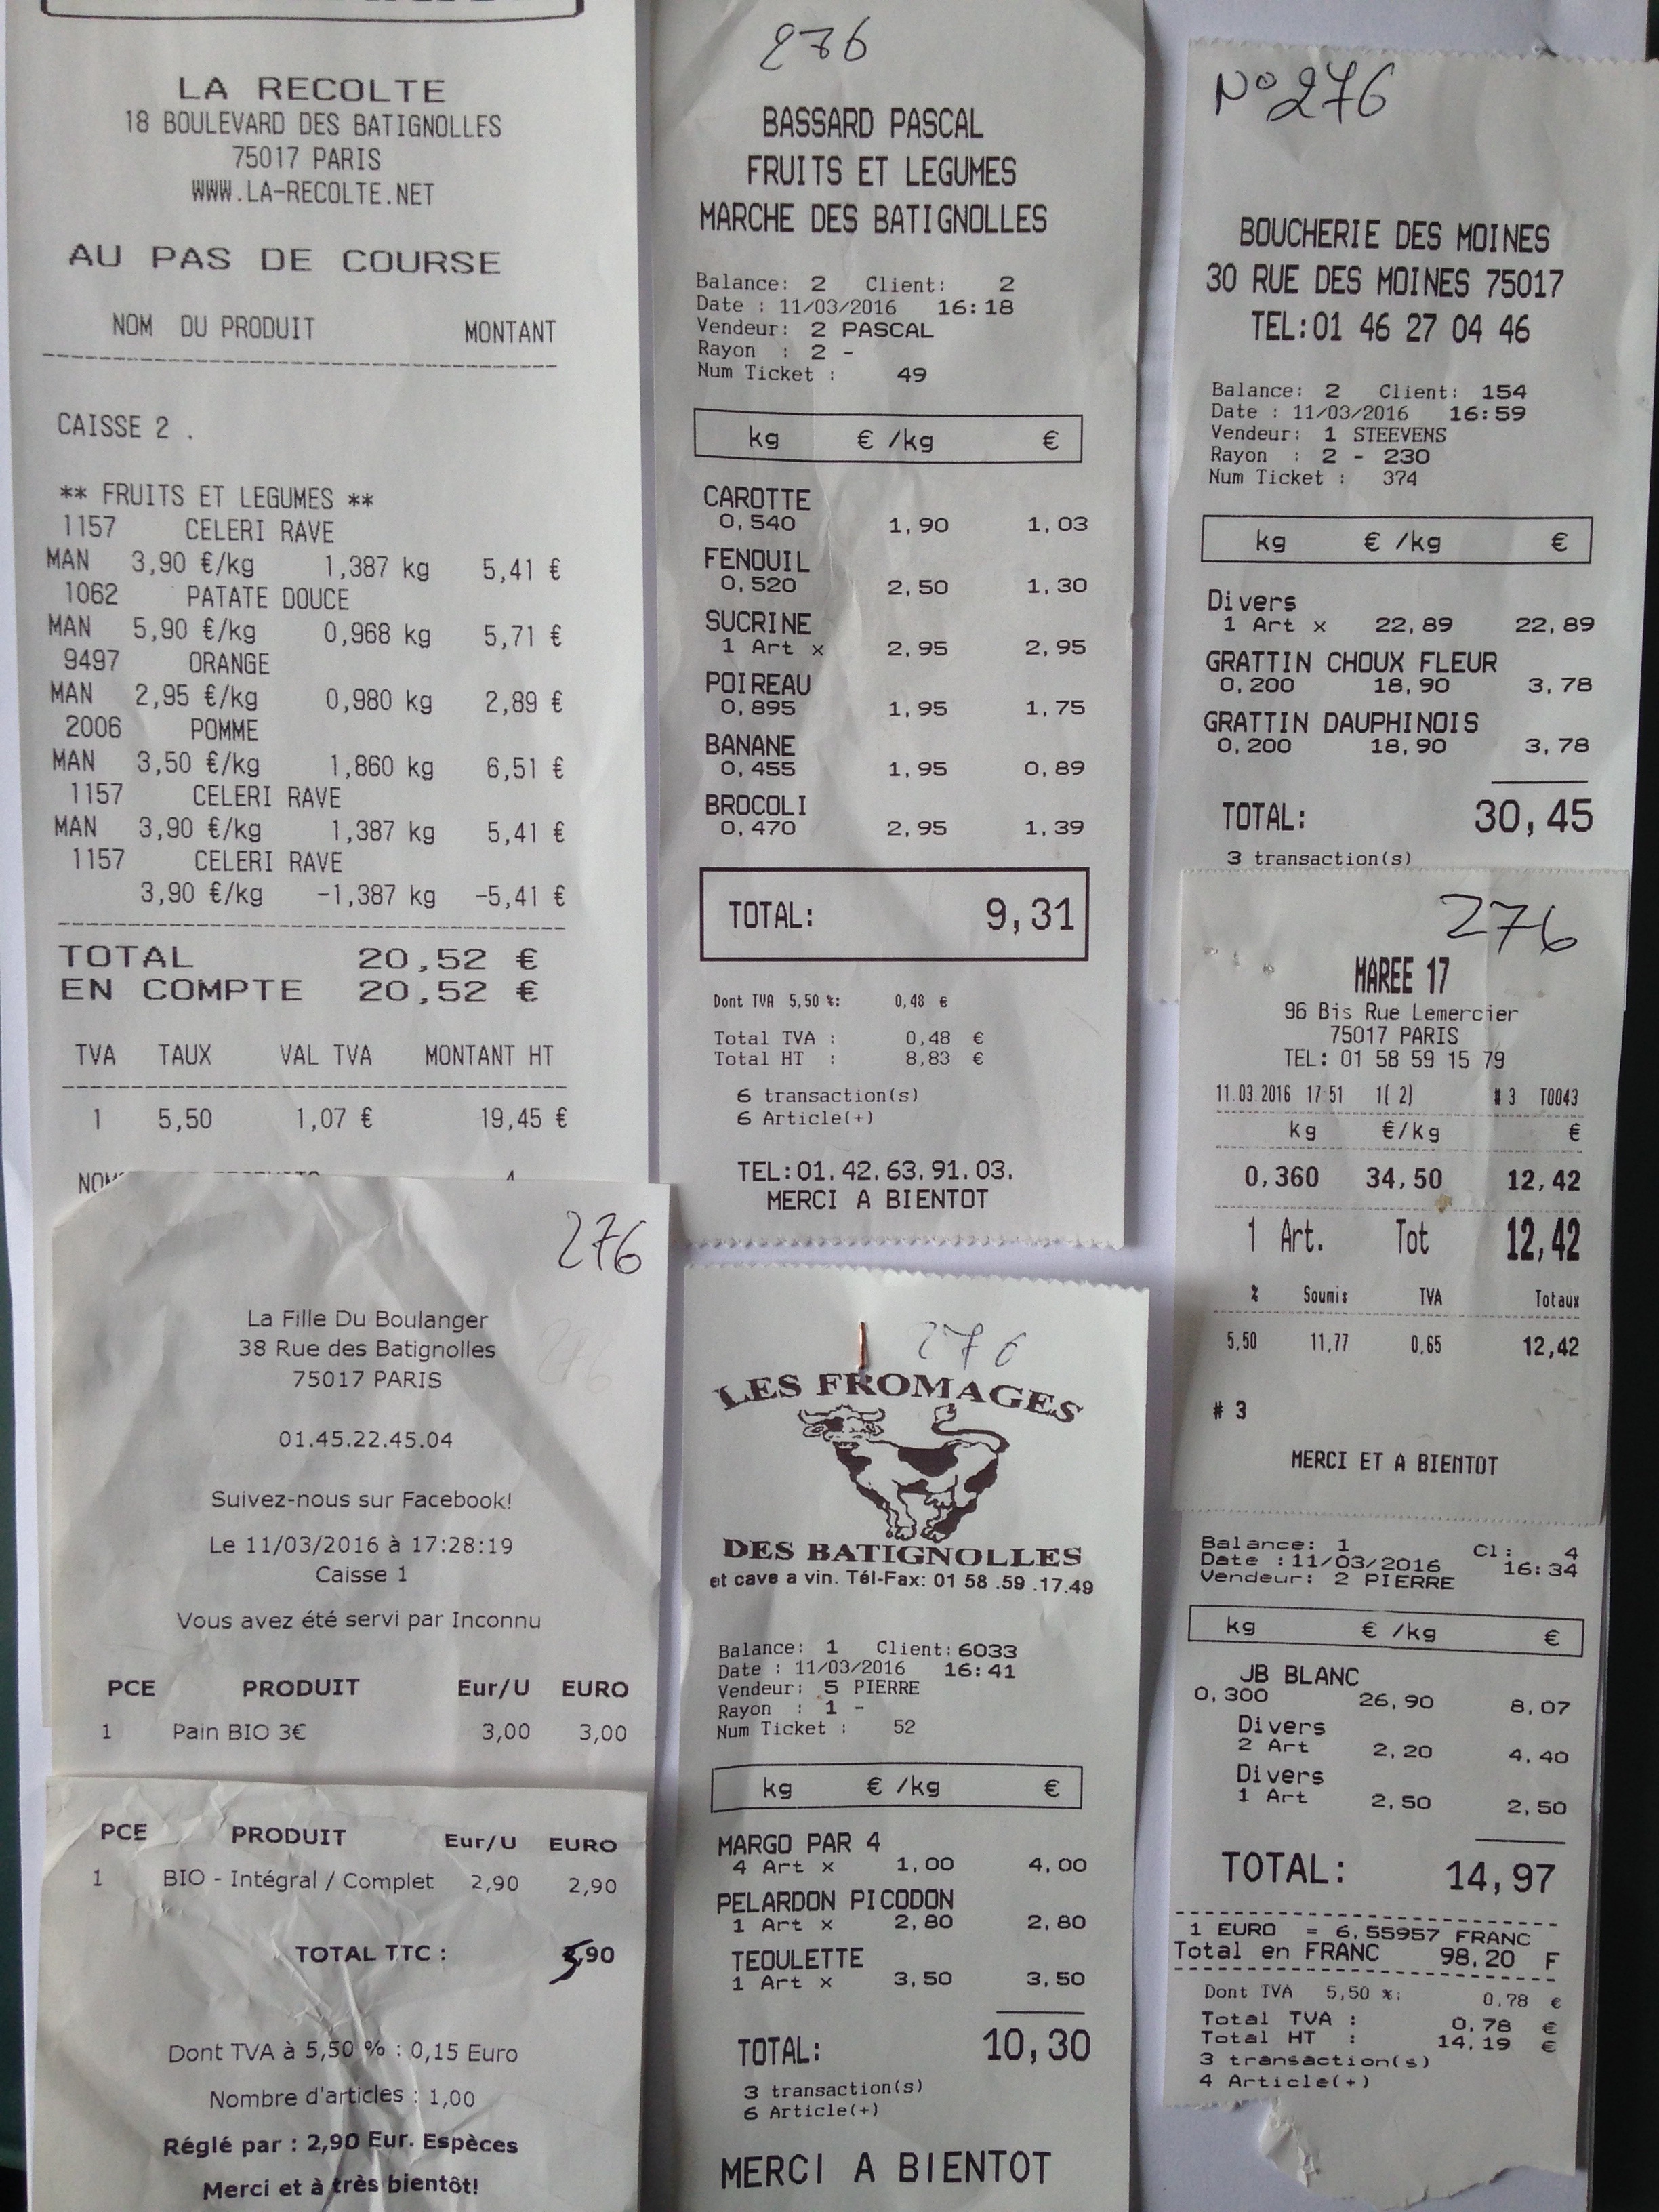 LA RECOLTE
18 BOULEVARD DES BATIGNOLLES
75017 PARIS
WWW.LA-RECOLTE.NET
AU PAS DE COURSE
NOM DU PRODUIT MONTANT
CAISSE 2 .
** FRUITS ET LEGUMES **
1157 CELERI RAVE
MAN 3,90 €/kg 1,387 kg 5,41 €
1062 PATATE DOUCE
MAN 5,90 €/kg 0,968 kg 5,71 €
9497 ORANGE
MAN 2,95 €/kg 0,980 kg 2,89 €
2006 POMME
MAN 3,50 €/kg 1,860 kg 6,51 €
1157 CELERI RAVE
MAN 3,90 €/kg 1,387 kg 5,41 €
1157 CELERI RAVE
3,90 €/kg -1,387 kg -5,41 €
TOTAL 20,52 €
EN COMPTE 20,52 €
TVA TAUX VAL TVA MONTANT HT
1 5,50 1,07 € 19,45 €
276
La Fille Du Boulanger
38 Rue des Batignolles
75017 PARIS
01.45.22.45.04
Suivez-nous sur Facebook!
Le 11/03/2016 à 17:28:19
Caisse 1
Vous avez été servi par Inconnu
PCE PRODUIT Eur/U EURO
1 Pain BIO 3€ 3,00 3,00
PCE PRODUIT Eur/U EURO
1 BIO - Intégral / Complet 2,90 2,90
TOTAL TTC : 5,90
Dont TVA à 5,50 % : 0,15 Euro
Nombre d'articles : 1,00
Réglé par : 2,90 Eur. Espèces
Merci et à très bientôt!
276
BASSARD PASCAL
FRUITS ET LEGUMES
MARCHE DES BATIGNOLLES
Balance: 2 Client: 2
Date : 11/03/2016 16:18
Vendeur: 2 PASCAL
Rayon : 2 -
Num Ticket : 49
kg € /kg €
CAROTTE
0,540 1,90 1,03
FENOUIL
0,520 2,50 1,30
SUCRINE
1 Art x 2,95 2,95
POIREAU
0,895 1,95 1,75
BANANE
0,455 1,95 0,89
BROCOLI
0,470 2,95 1,39
TOTAL: 9,31
Dont TVA 5,50 %: 0,48 €
Total TVA : 0,48 €
Total HT : 8,83 €
6 transaction(s)
6 Article(+)
TEL:01.42.63.91.03.
MERCI A BIENTOT
276
LES FROMAGES
DES BATIGNOLLES
et cave a vin. Tél-Fax: 01 58 .59 .17.49
Balance: 1 Client:6033
Date : 11/03/2016 16:41
Vendeur: 5 PIERRE
Rayon : 1 -
Num Ticket : 52
kg € /kg €
MARGO PAR 4
4 Art x 1,00 4,00
PELARDON PICODON
1 Art x 2,80 2,80
TEOULETTE
1 Art x 3,50 3,50
TOTAL: 10,30
3 transaction(s)
6 Article(+)
MERCI A BIENTOT
N° 276
BOUCHERIE DES MOINES
30 RUE DES MOINES 75017
TEL:01 46 27 04 46
Balance: 2 Client: 154
Date : 11/03/2016 16:59
Vendeur: 1 STEEVENS
Rayon : 2 - 230
Num Ticket : 374
kg € /kg €
Divers
1 Art x 22,89 22,89
GRATTIN CHOUX FLEUR
0,200 18,90 3,78
GRATTIN DAUPHINOIS
0,200 18,90 3,78
TOTAL: 30,45
3 transaction(s)
276
MAREE 17
96 Bis Rue Lemercier
75017 PARIS
TEL: 01 58 59 15 79
11.03.2016 17:51 1( 2) # 3 T0043
kg €/kg €
0,360 34,50 12,42
1 Art. Tot 12,42
% Soumis TVA Totaux
5,50 11,77 0,65 12,42
# 3
MERCI ET A BIENTOT
Balance: 1 Cl: 4
Date :11/03/2016 16:34
Vendeur: 2 PIERRE
kg € /kg €
JB BLANC
0,300 26,90 8,07
Divers
2 Art 2,20 4,40
Divers
1 Art 2,50 2,50
TOTAL: 14,97
1 EURO = 6,55957 FRANC
Total en FRANC 98,20 F
Dont TVA 5,50 %: 0,78 €
Total TVA : 0,78 €
Total HT : 14,19 €
3 transaction(s)
4 Article(+)